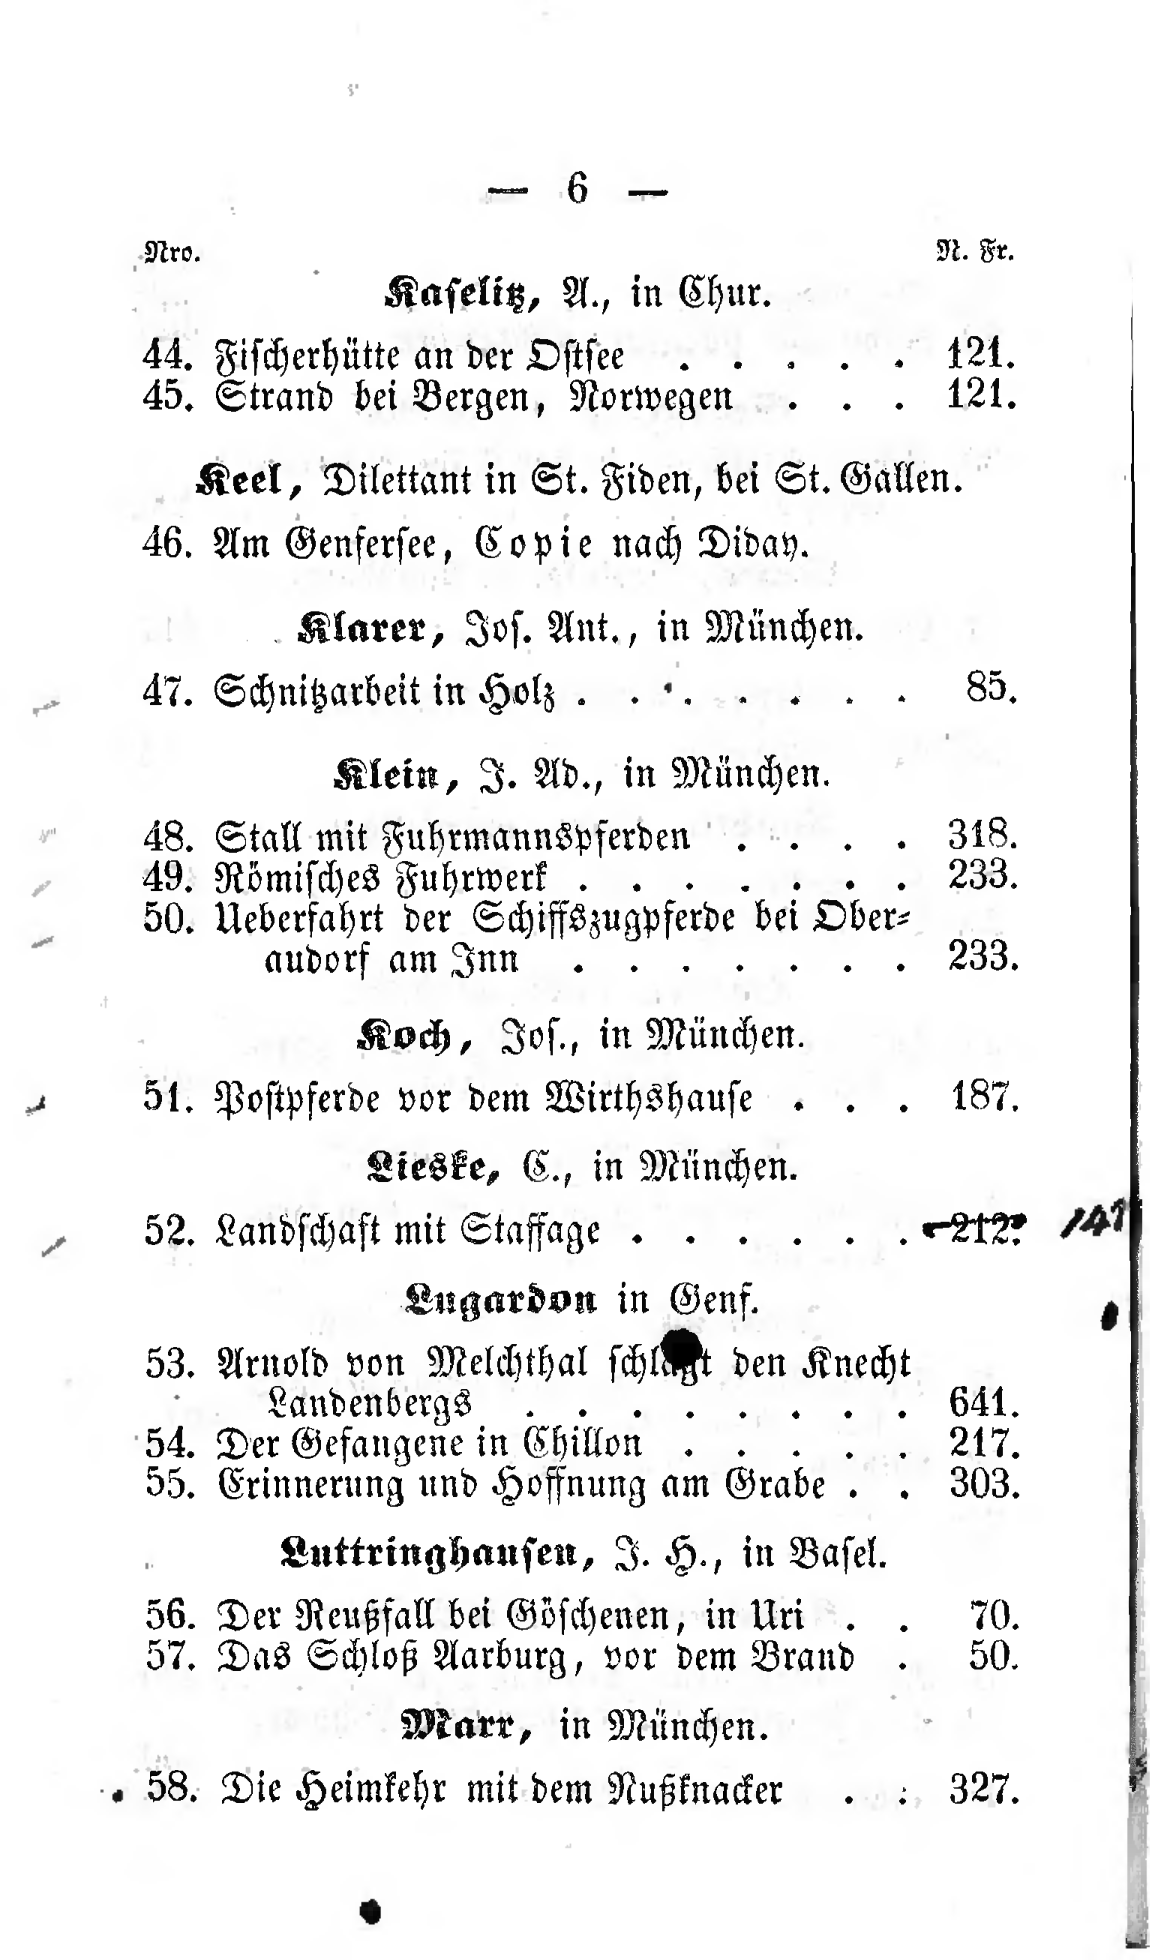 — 6 —
Nro. N. Fr.
Kaselitz, A., in Chur.
44. Fischerhütte an der Ostsee . . . . . 121.
45. Strand bei Bergen, Norwegen . . . 121.
Keel, Dilettant in St. Fiden, bei St. Gallen.
46. Am Genfersee, Copie nach Diday.
Klarer, Jos. Ant., in München.
47. Schnitzarbeit in Holz . . . . . . . 85.
Klein, J. Ad., in München.
48. Stall mit Fuhrmannspferden . . . . 318.
49. Römisches Fuhrwerk . . . . . . . 233.
50. Ueberfahrt der Schiffszugpferde bei Ober-
audorf am Inn . . . . . . . 233.
Koch, Jos., in München.
51. Postpferde vor dem Wirthshause . . . 187.
Lieske, C., in München.
52. Landschaft mit Staffage . . . . . . 212.
Lugardon in Genf.
53. Arnold von Melchthal schlägt den Knecht
Landenbergs . . . . . . . . 641.
54. Der Gefangene in Chillon . . . . . 217.
55. Erinnerung und Hoffnung am Grabe . . 303.
Luttringhausen, J. H., in Basel.
56. Der Reußfall bei Göschenen, in Uri . . 70.
57. Das Schloß Aarburg, vor dem Brand . 50.
Marr, in München.
58. Die Heimkehr mit dem Nußknacker . . 327.